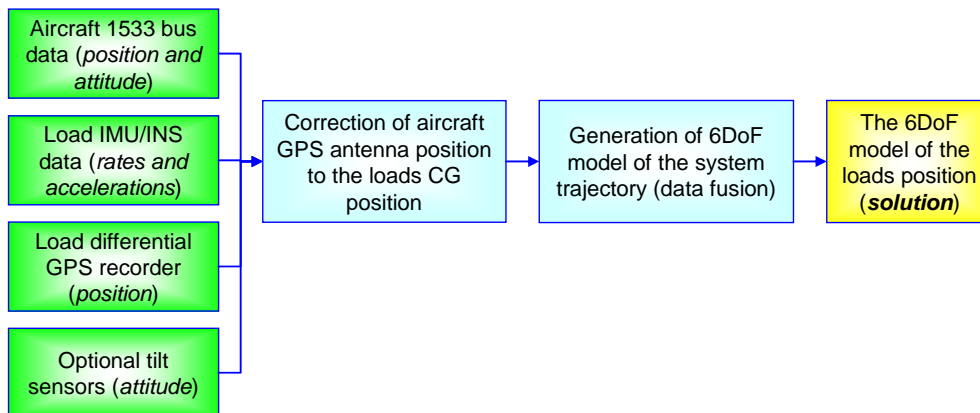 Aircraft 1533 bus
data (position and
attitude)
Load IMU/INS
data (rates and
accelerations)
Load differential
GPS recorder
(position)
Optional tilt
sensors (attitude)
Correction of aircraft
GPS antenna position
to the loads CG
position
Generation of 6DoF
model of the system
trajectory (data fusion)
The 6DoF
model of the
loads position
(solution)